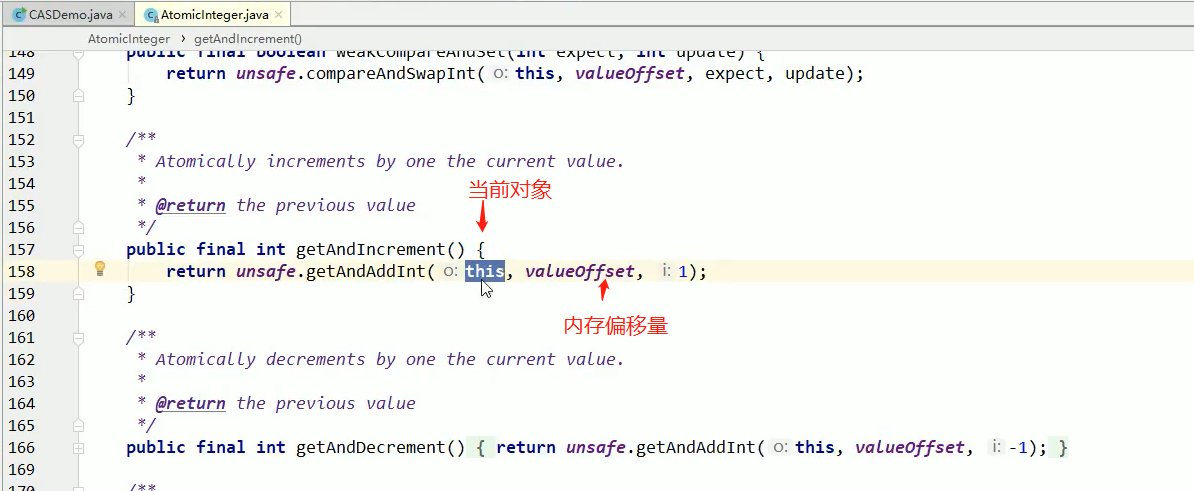 CASDemo.java × AtomicInteger.java ×
AtomicInteger › getAndIncrement()
148 public final boolean weakCompareAndSet(int expect, int update) {
149 return unsafe.compareAndSwapInt( o: this, valueOffset, expect, update);
150 }
151
152 /**
153 * Atomically increments by one the current value.
154 *
当前对象
155 * @return the previous value
156 */
157 public final int getAndIncrement() {
158 return unsafe.getAndAddInt( o: this, valueOffset, i: 1);
159 }
160
内存偏移量
161 /**
162 * Atomically decrements by one the current value.
163 *
164 * @return the previous value
165 */
166 public final int getAndDecrement() { return unsafe.getAndAddInt( o: this, valueOffset, i: -1); }
169
170 /**